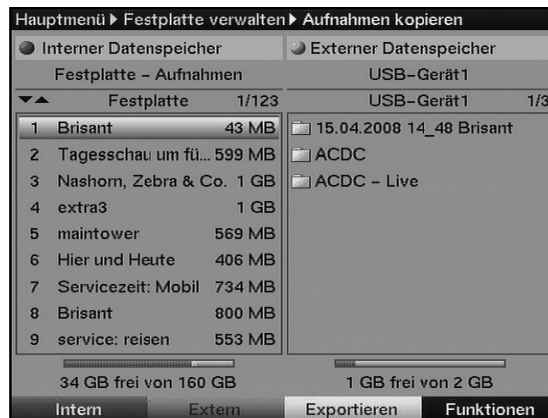 Hauptmenü Festplatte verwalten Aufnahmen kopieren
Interner Datenspeicher
Externer Datenspeicher
Festplatte – Aufnahmen
USB-Gerät1
Festplatte 1/123
USB-Gerät1 1/3
1 Brisant 43 MB
2 Tagesschau um fü... 599 MB
3 Nashorn, Zebra & Co. 1 GB
4 extra3 1 GB
5 maintower 569 MB
6 Hier und Heute 406 MB
7 Servicezeit: Mobil 734 MB
8 Brisant 800 MB
9 service: reisen 553 MB
15.04.2008 14_48 Brisant
ACDC
ACDC – Live
34 GB frei von 160 GB
1 GB frei von 2 GB
Intern Extern Exportieren Funktionen